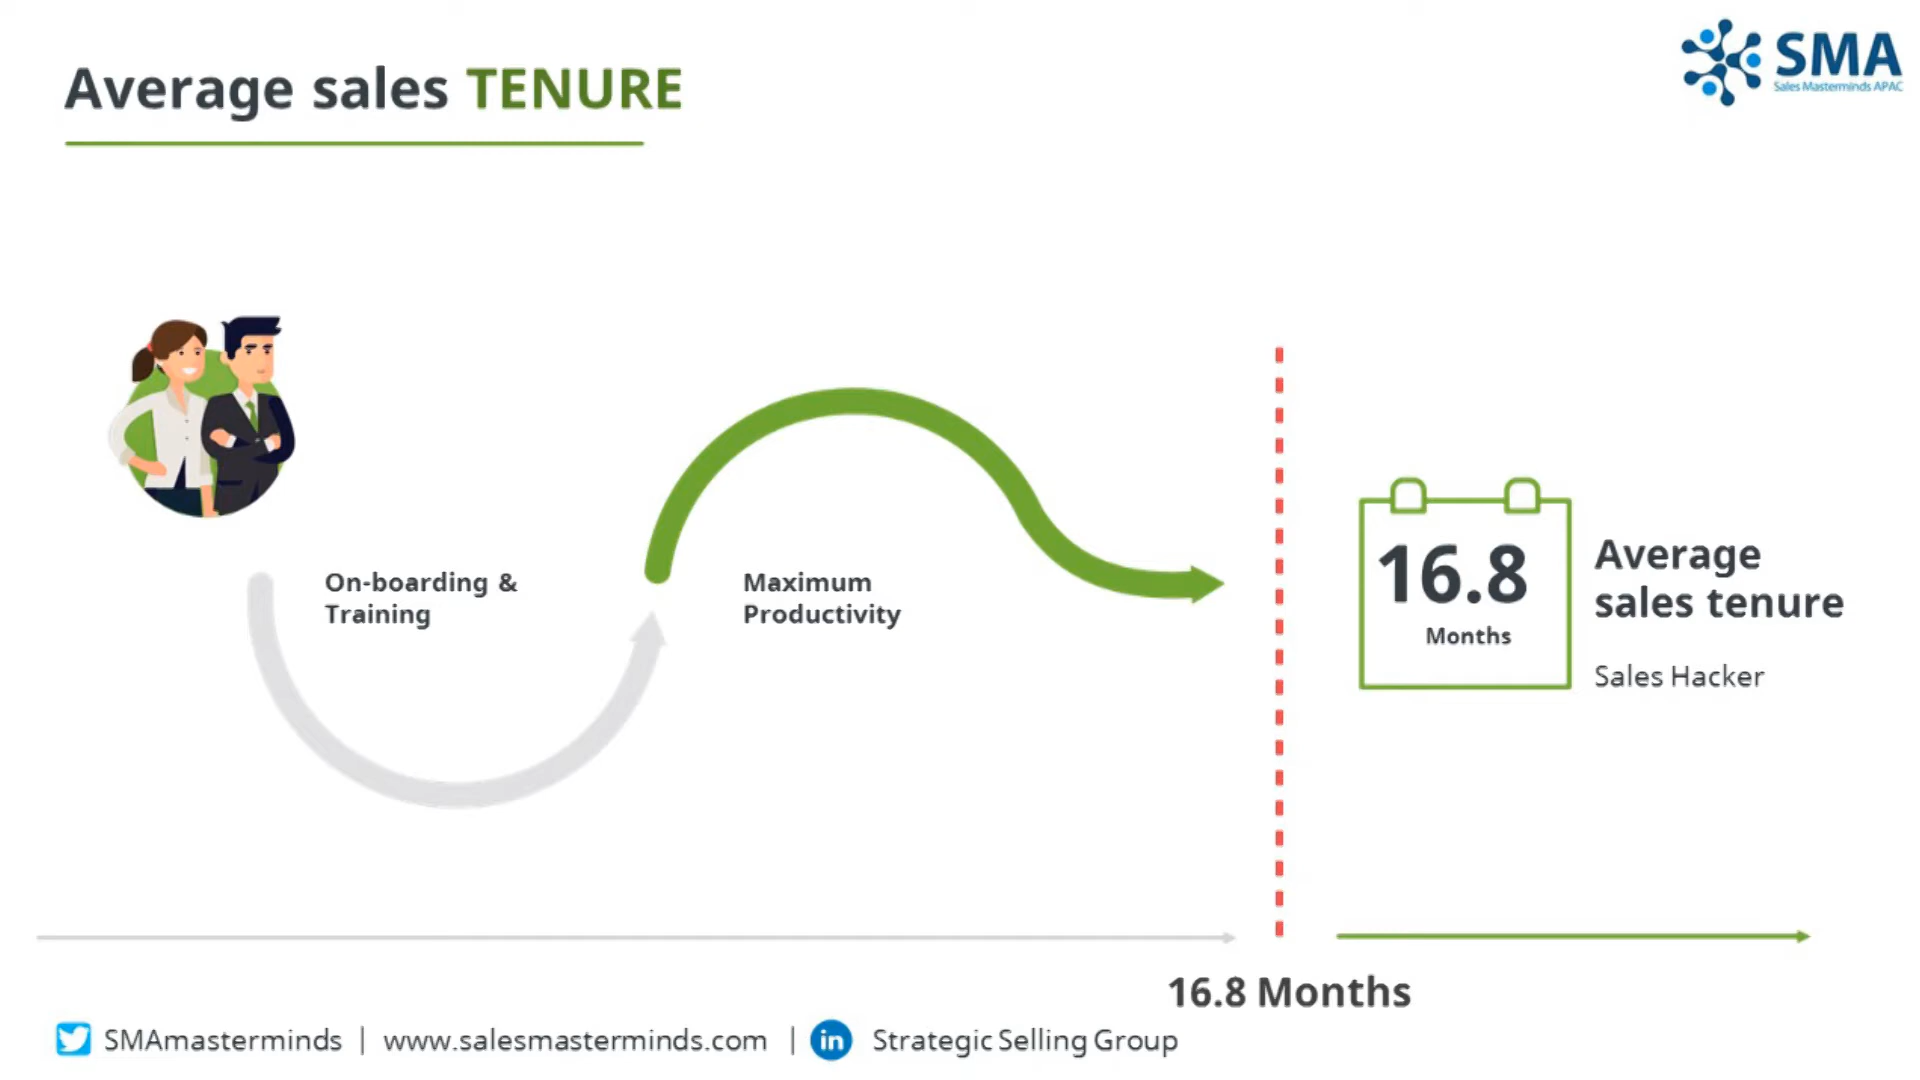 Average sales TENURE
SMA
Sales Masterminds APAC
On-boarding &
Training
Maximum
Productivity
16.8
Months
Average
sales tenure
Sales Hacker
16.8 Months
SMAmasterminds | www.salesmasterminds.com | in Strategic Selling Group